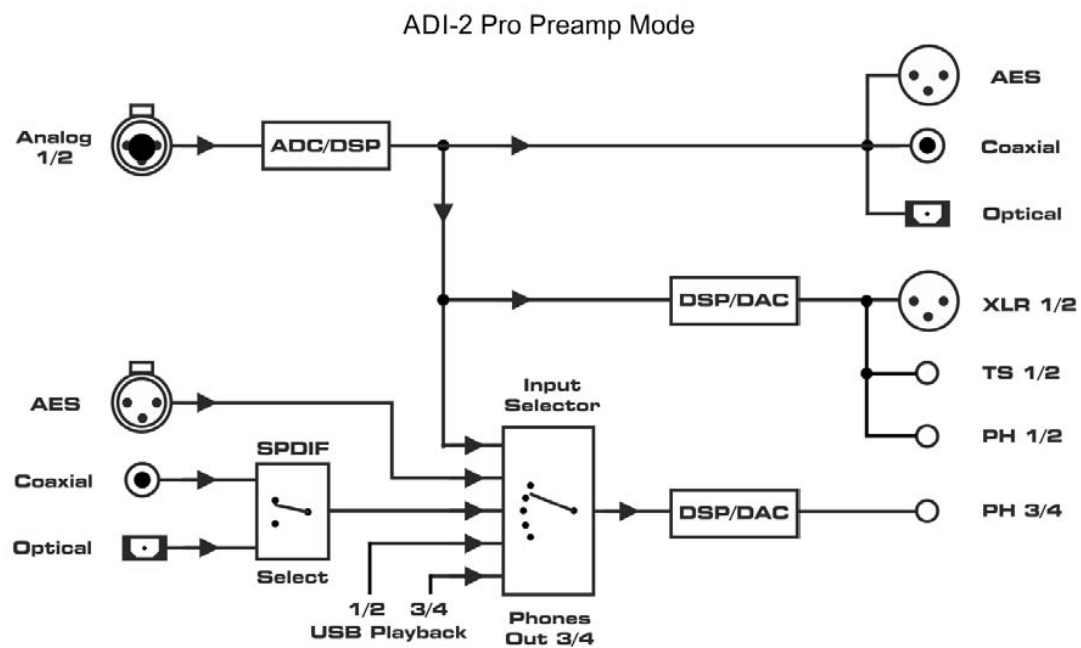 ADI-2 Pro Preamp Mode
AES
Analog
1/2
ADC/DSP
Coaxial
Optical
DSP/DAC
XLR 1/2
TS 1/2
AES
Input
Selector
PH 1/2
SPDIF
Coaxial
DSP/DAC
PH 3/4
Optical
Select
1/2 3/4
USB Playback
Phones
Out 3/4